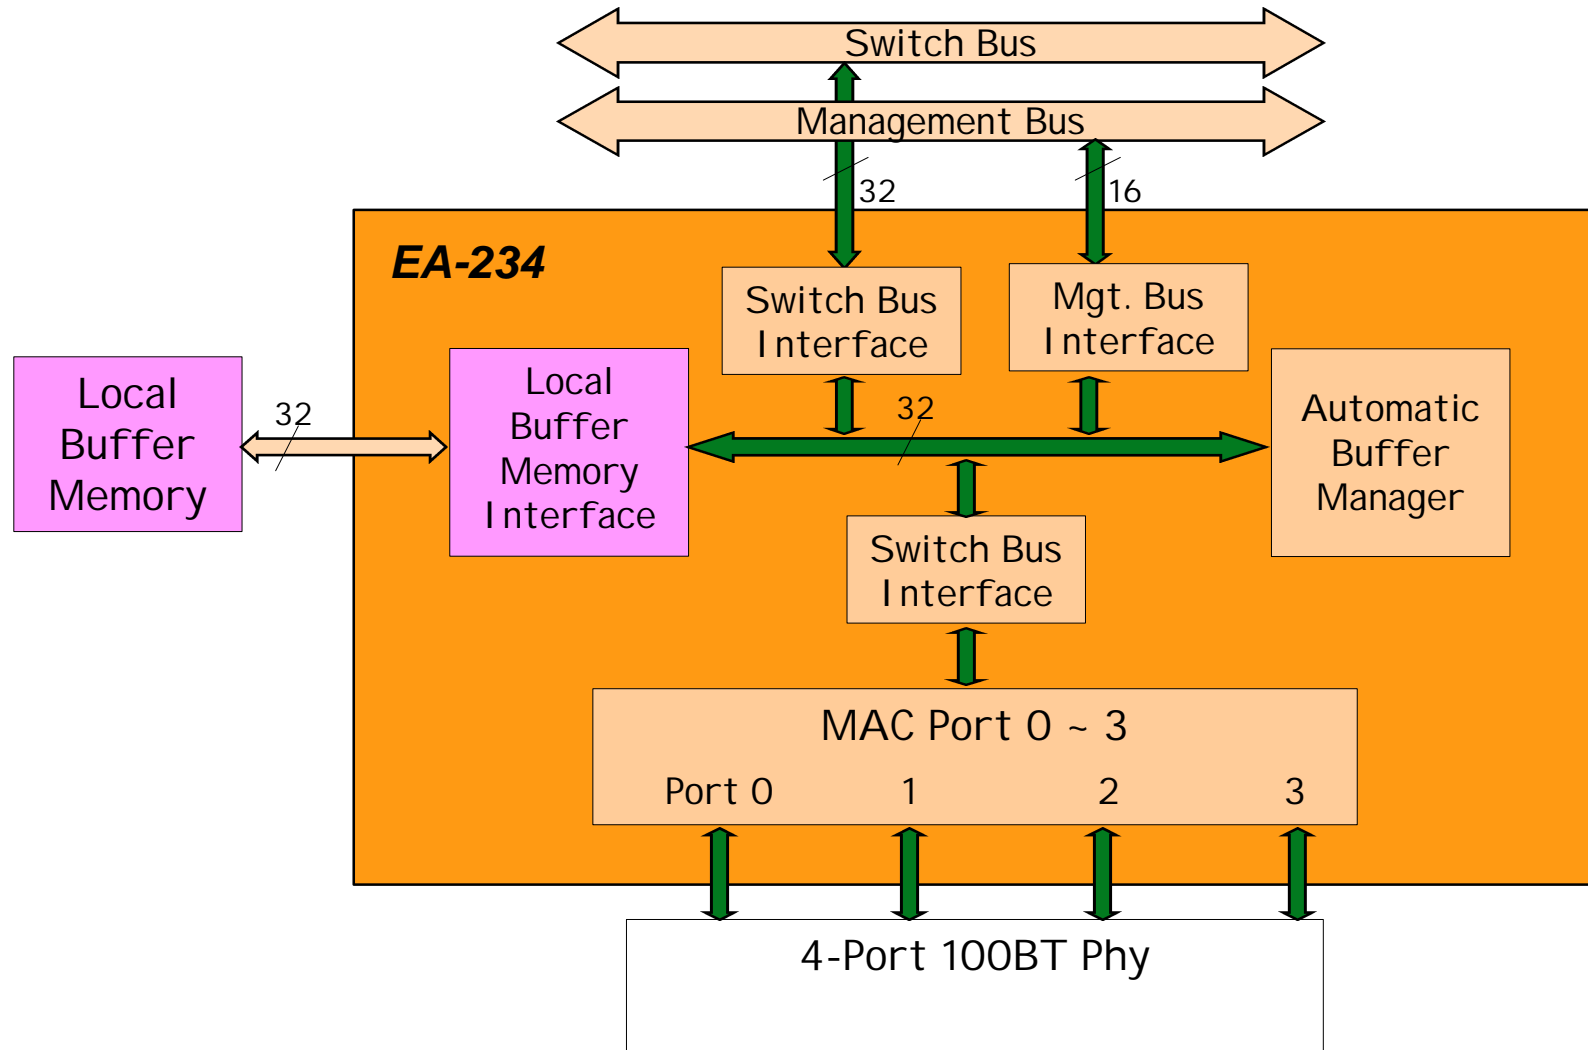 Switch Bus
Management Bus
32
16
EA-234
Switch Bus
Interface
Mgt. Bus
Interface
Local
Buffer
Memory
32
Local
Buffer
Memory
Interface
32
Automatic
Buffer
Manager
Switch Bus
Interface
MAC Port 0 ~ 3
Port 0 1 2 3
4-Port 100BT Phy